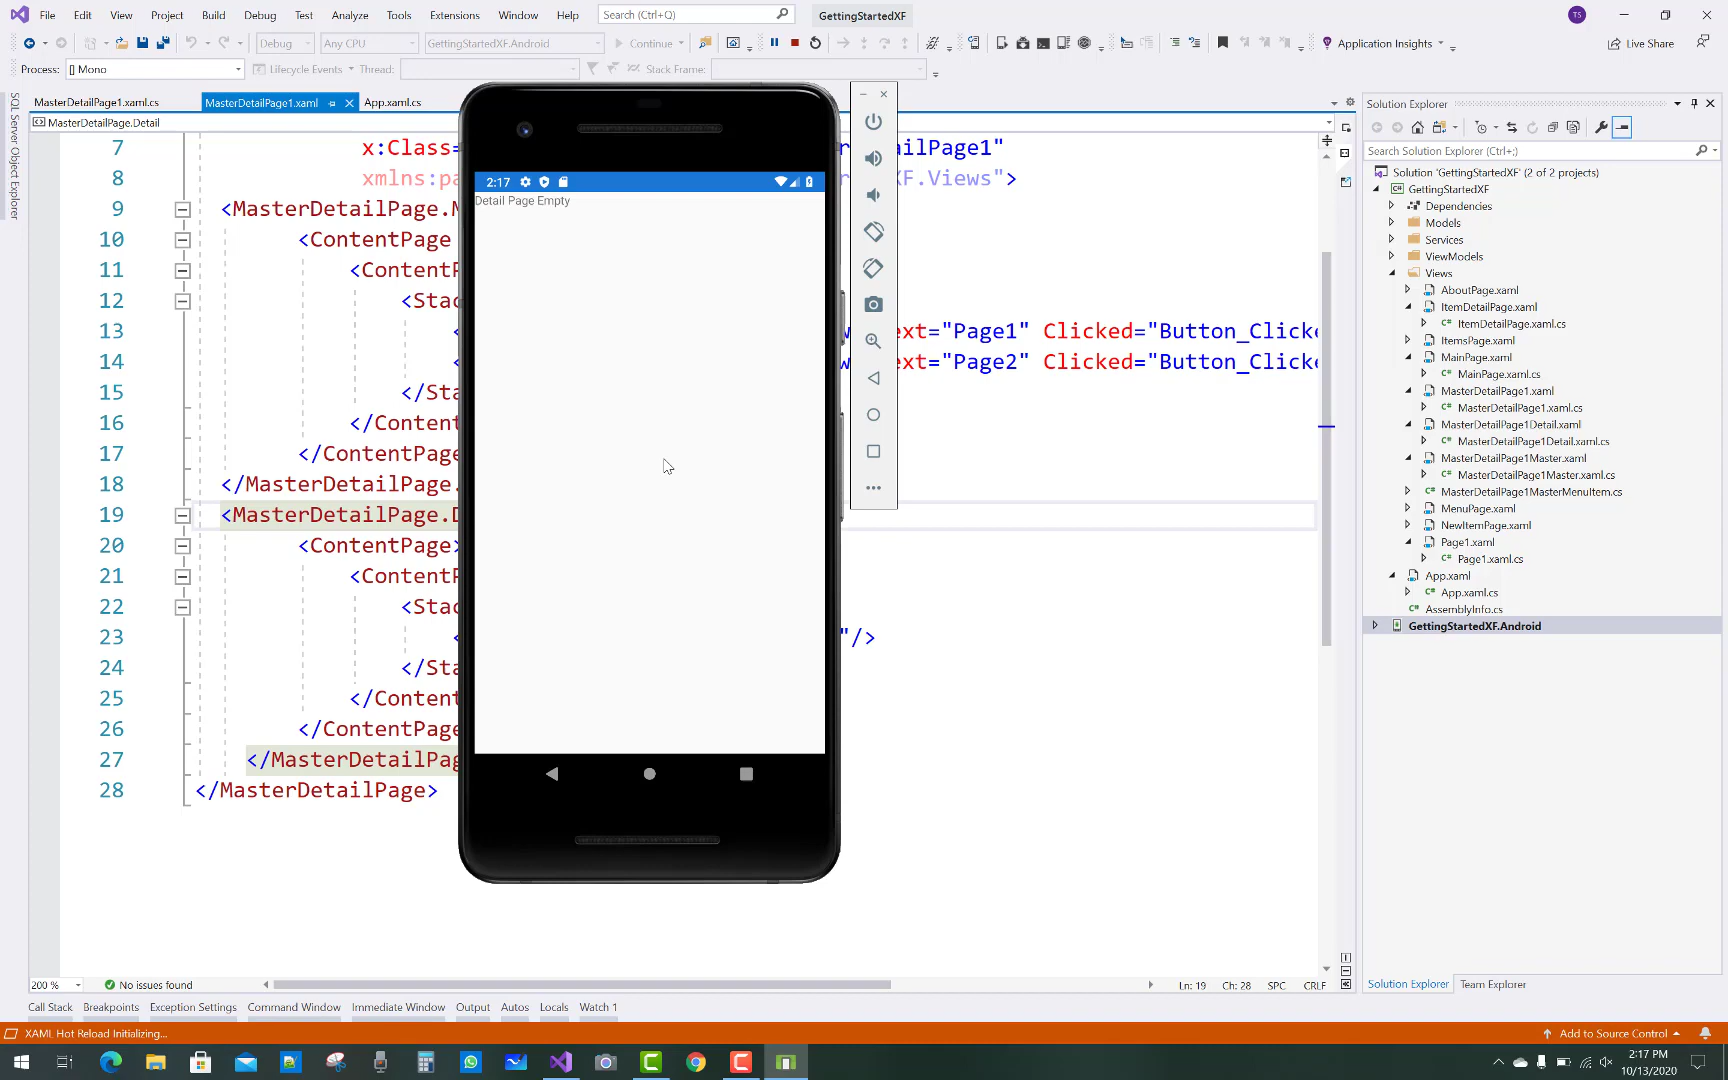 File Edit View Project Build Debug Test Analyze Tools Extensions Window Help Search (Ctrl+Q) GettingStartedXF TS
Debug Any CPU GettingStartedXF.Android Continue Application Insights Live Share
Process: [] Mono Lifecycle Events Thread: Stack Frame:
SQL Server Object Explorer
MasterDetailPage1.xaml.cs MasterDetailPage1.xaml App.xaml.cs
MasterDetailPage.Detail
7 x:Class= ailPage1"
8 xmlns:pa F.Views">
9 <MasterDetailPage.M
10 <ContentPage
11 <ContentP
12 <Stac
13 < ext="Page1" Clicked="Button_Clicke
14 < ext="Page2" Clicked="Button_Clicke
15 </Sta
16 </Content
17 </ContentPage
18 </MasterDetailPage.
19 <MasterDetailPage.D
20 <ContentPage>
21 <ContentP
22 <Stac
23 < "/>
24 </Sta
25 </Content
26 </ContentPage
27 </MasterDetailPag
28 </MasterDetailPage>
2:17
Detail Page Empty
Solution Explorer
Search Solution Explorer (Ctrl+;)
Solution 'GettingStartedXF' (2 of 2 projects)
GettingStartedXF
Dependencies
Models
Services
ViewModels
Views
AboutPage.xaml
ItemDetailPage.xaml
ItemDetailPage.xaml.cs
ItemsPage.xaml
MainPage.xaml
MainPage.xaml.cs
MasterDetailPage1.xaml
MasterDetailPage1.xaml.cs
MasterDetailPage1Detail.xaml
MasterDetailPage1Detail.xaml.cs
MasterDetailPage1Master.xaml
MasterDetailPage1Master.xaml.cs
MasterDetailPage1MasterMenuItem.cs
MenuPage.xaml
NewItemPage.xaml
Page1.xaml
Page1.xaml.cs
App.xaml
App.xaml.cs
AssemblyInfo.cs
GettingStartedXF.Android
200 % No issues found Ln: 19 Ch: 28 SPC CRLF
Solution Explorer Team Explorer
Call Stack Breakpoints Exception Settings Command Window Immediate Window Output Autos Locals Watch 1
XAML Hot Reload Initializing... Add to Source Control
2:17 PM
10/13/2020